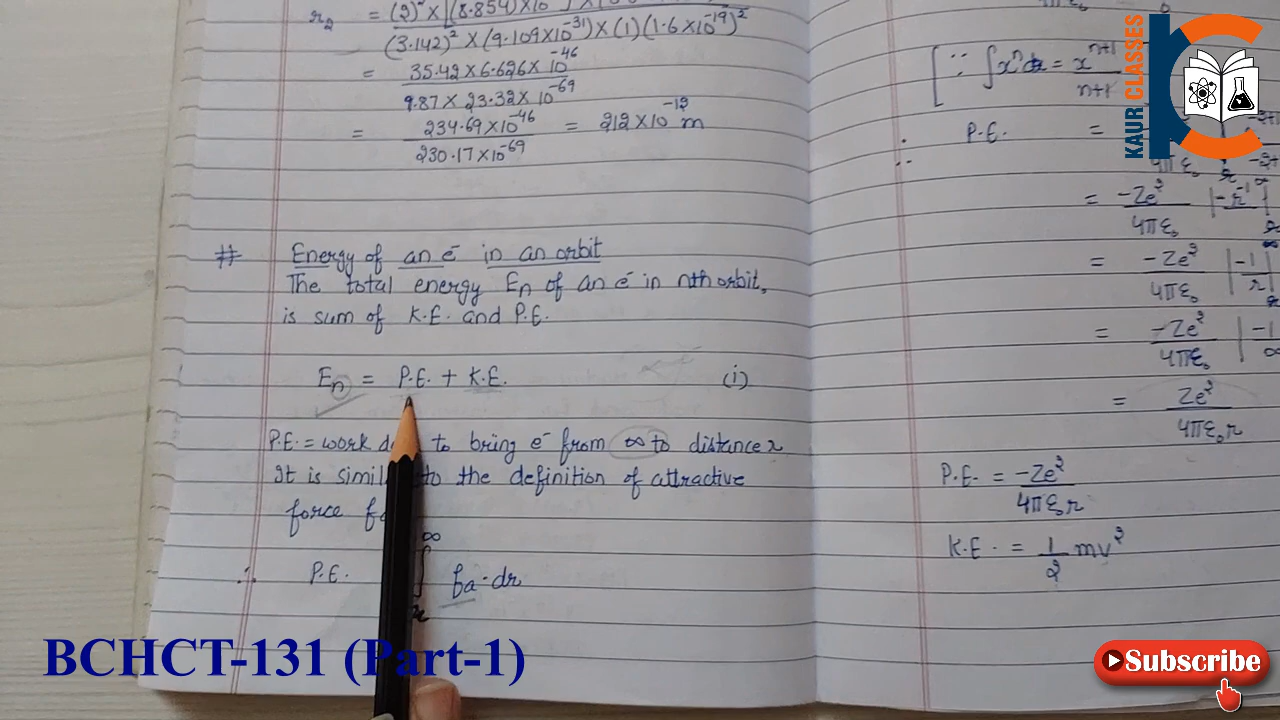 r₂ = (2)² × (8.854) × 10
(3.142)² × (9.109×10⁻³¹) × (1) (1.6×10⁻¹⁹)²
= 35.42 × 6.626 × 10⁻⁴⁶
9.87 × 23.32 × 10⁻⁶⁹
= 234.69 × 10⁻⁴⁶ = 212 × 10⁻¹² m
230.17 × 10⁻⁶⁹
# Energy of an e⁻ in an orbit
The total energy En of an e⁻ in nth orbit,
is sum of K.E. and P.E.
En = P.E. + K.E. (i)
P.E. = work to bring e⁻ from ∞ to distance r
It is to the definition of attractive
force
∴ P.E. ∫ fa · dr
∞
r
[∵ ∫xⁿdx = xⁿ⁺¹
n+1
∴ P.E. =
4πε₀
= -Ze² |-r⁻¹|
4πε₀
= -Ze² |-1|∞
4πε₀ | r |r
= -Ze² |-1
4πε₀ | ∞
= Ze²
4πε₀r
P.E. = -Ze²
4πε₀r
K.E. = 1 mv²
2
KAUR CLASSES
BCHCT-131 (Part-1)
Subscribe